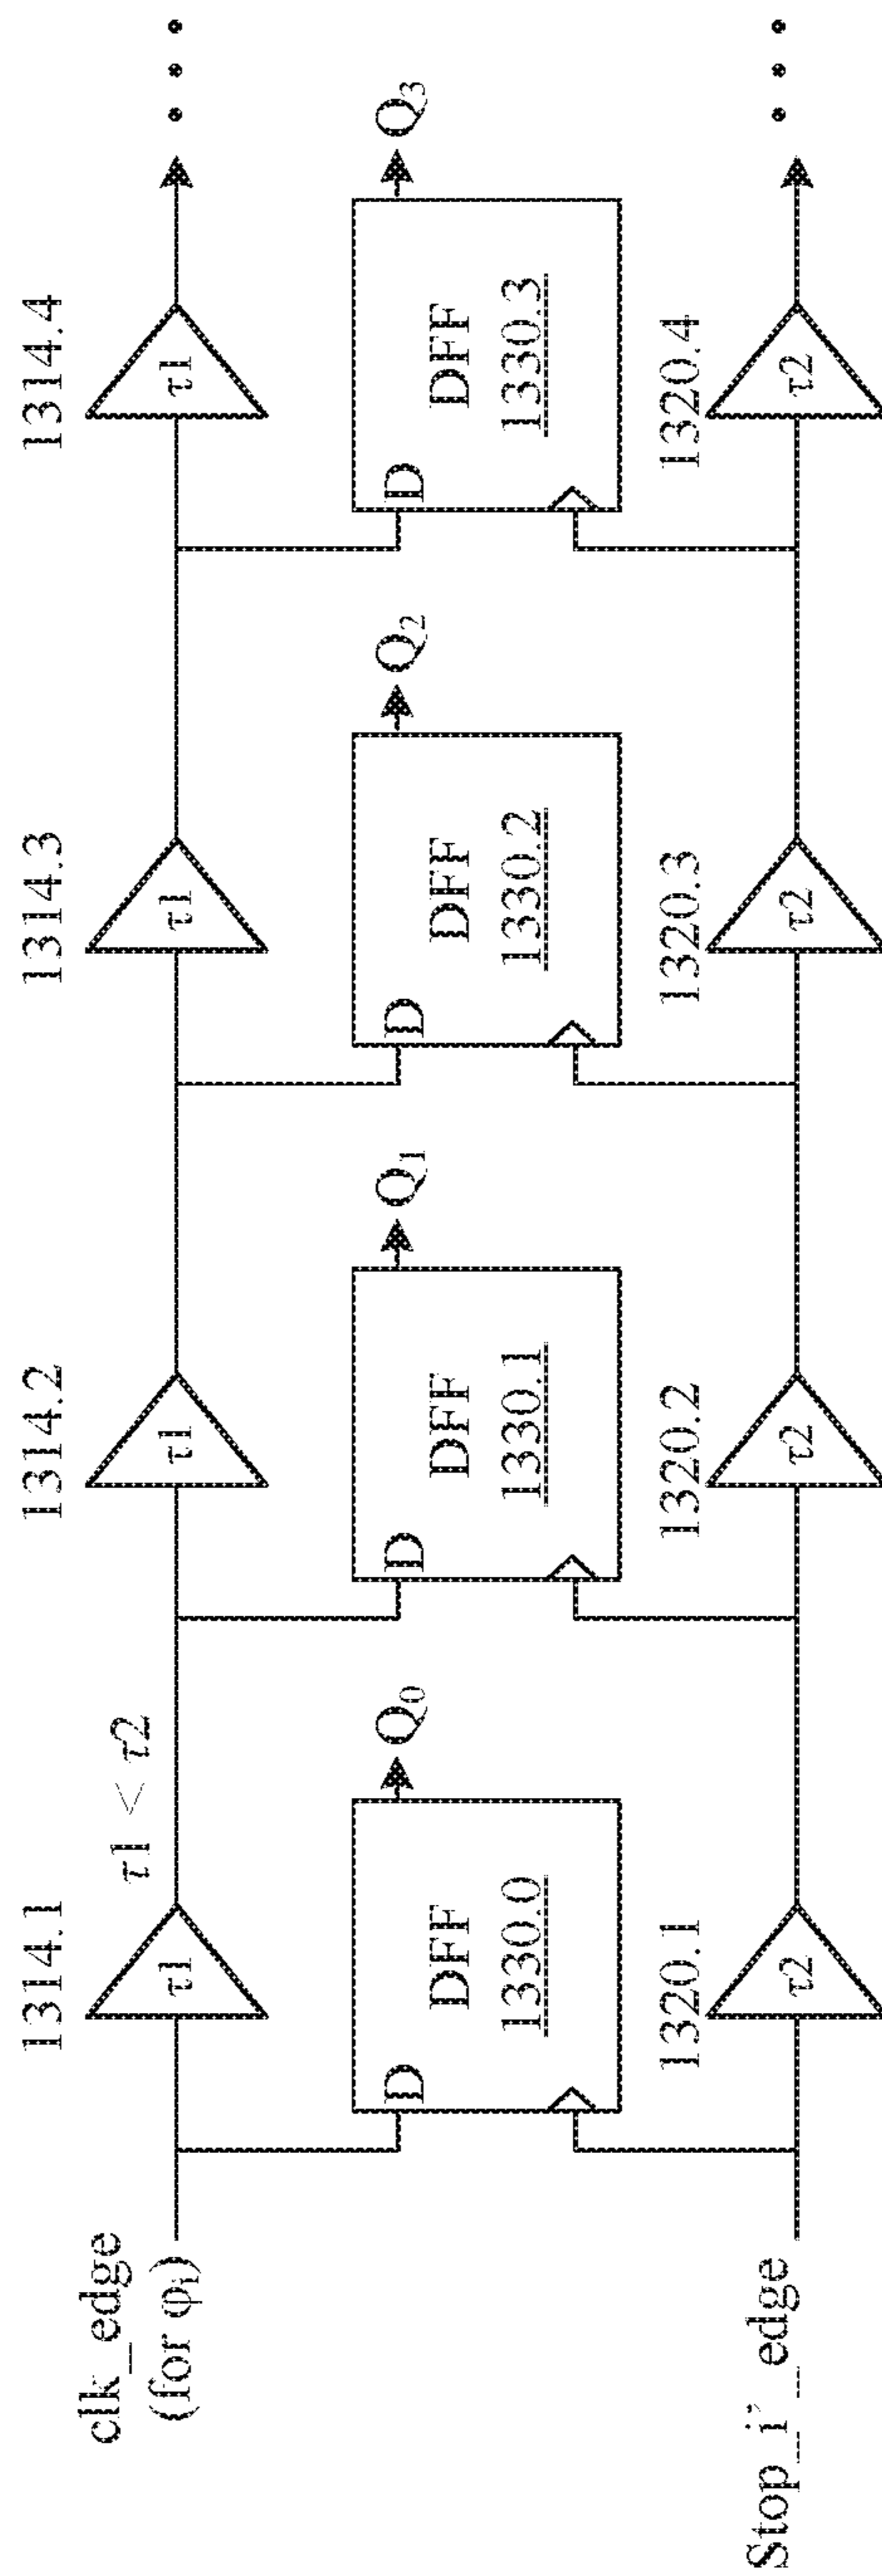 1314.1
1314.2
1314.3
1314.4
τ1 < τ2
clk_edge
(for φi)
τ1
τ1
τ1
τ1
D
Q0
D
Q1
D
Q2
D
Q3
DFF
1330.0
DFF
1330.1
DFF
1330.2
DFF
1330.3
1320.1
1320.2
1320.3
1320.4
Stop_i’_edge
τ2
τ2
τ2
τ2